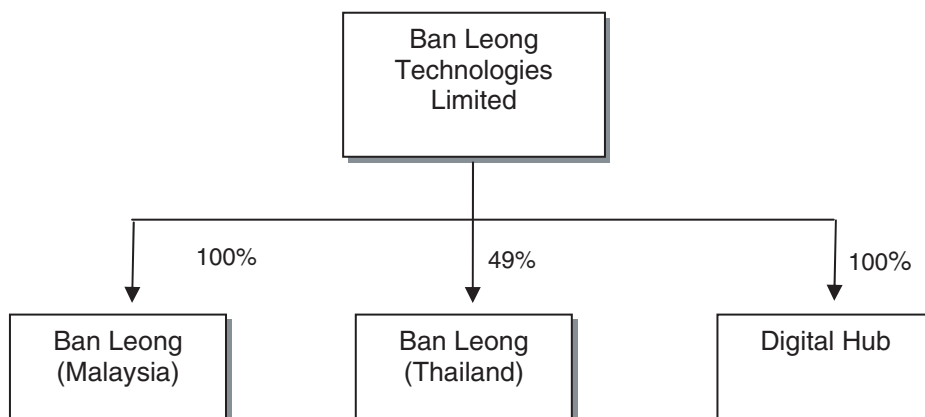 Ban Leong
Technologies
Limited
100%
49%
100%
Ban Leong
(Malaysia)
Ban Leong
(Thailand)
Digital Hub